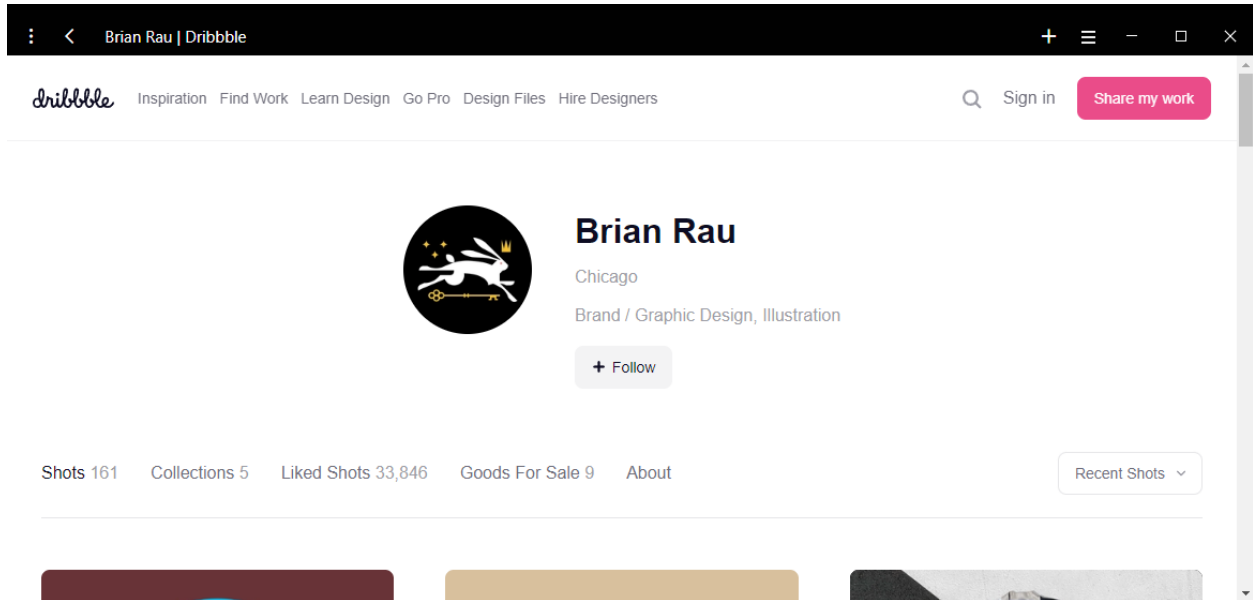 Brian Rau | Dribbble
dribbble Inspiration Find Work Learn Design Go Pro Design Files Hire Designers Sign in Share my work
Brian Rau
Chicago
Brand / Graphic Design, Illustration
+ Follow
Shots 161 Collections 5 Liked Shots 33,846 Goods For Sale 9 About Recent Shots